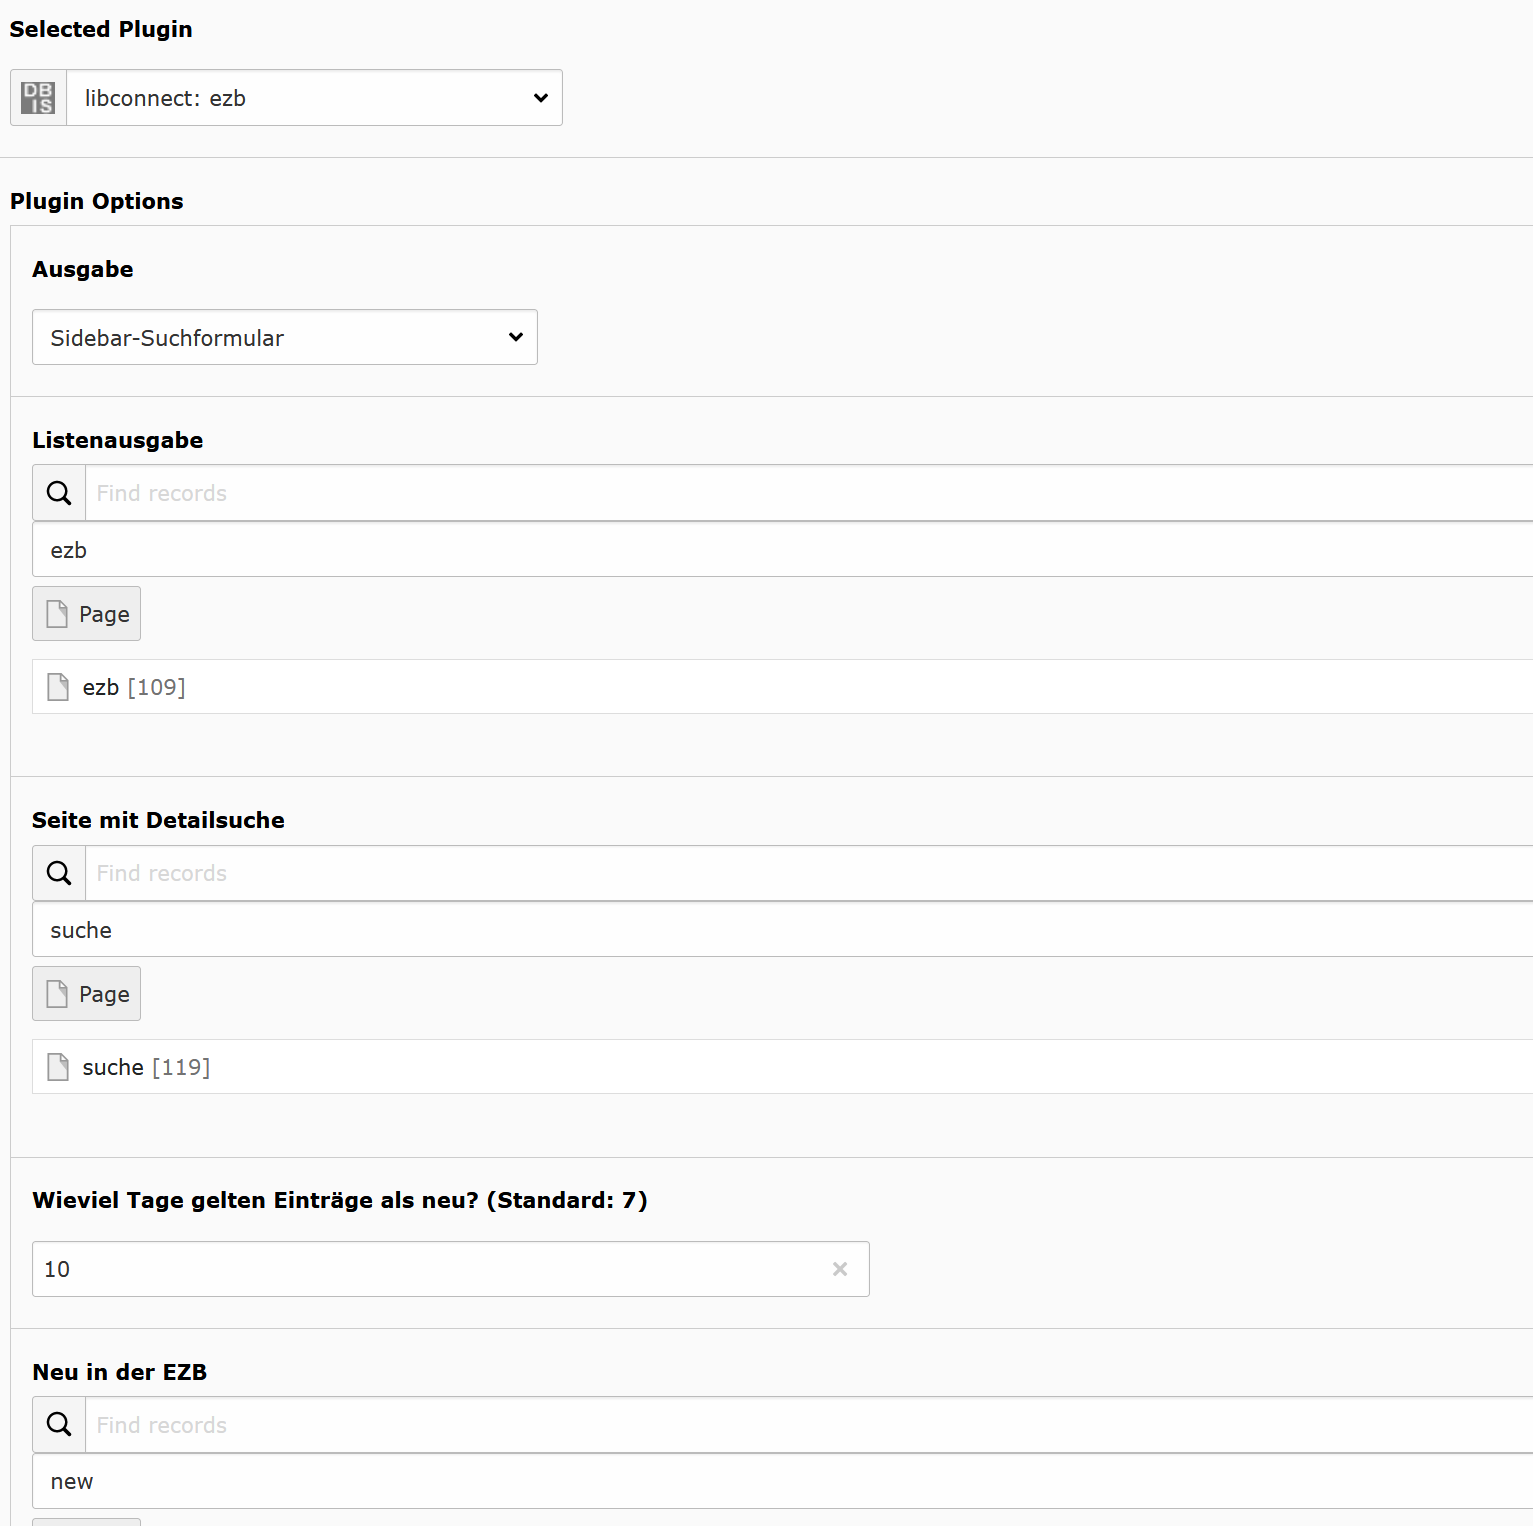 Selected Plugin
DB
IS
libconnect: ezb
Plugin Options
Ausgabe
Sidebar-Suchformular
Listenausgabe
Find records
ezb
Page
ezb [109]
Seite mit Detailsuche
Find records
suche
Page
suche [119]
Wieviel Tage gelten Einträge als neu? (Standard: 7)
10
Neu in der EZB
Find records
new